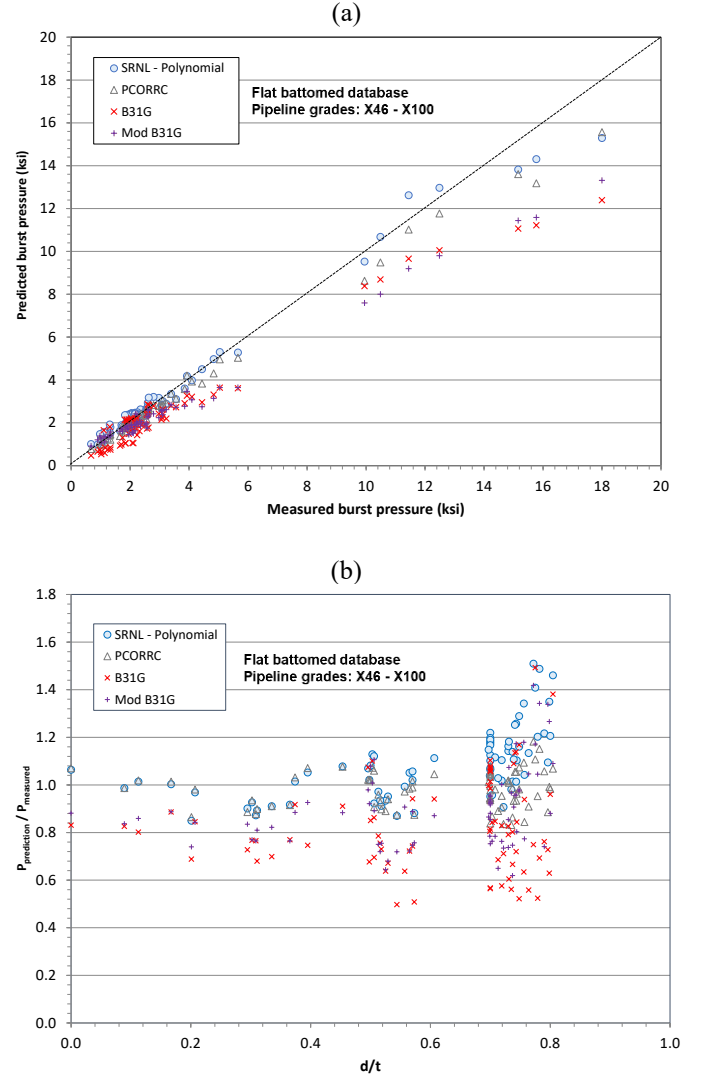 (a)
20
18
16
14
12
10
8
6
4
2
0
Predicted burst pressure (ksi)
SRNL - Polynomial
PCORRC
B31G
Mod B31G
Flat battomed database
Pipeline grades: X46 - X100
0 2 4 6 8 10 12 14 16 18 20
Measured burst pressure (ksi)
(b)
1.8
1.6
1.4
1.2
1.0
0.8
0.6
0.4
0.2
0.0
Pprediction / Pmeasured
SRNL - Polynomial
PCORRC
B31G
Mod B31G
Flat battomed database
Pipeline grades: X46 - X100
0.0 0.2 0.4 0.6 0.8 1.0
d/t